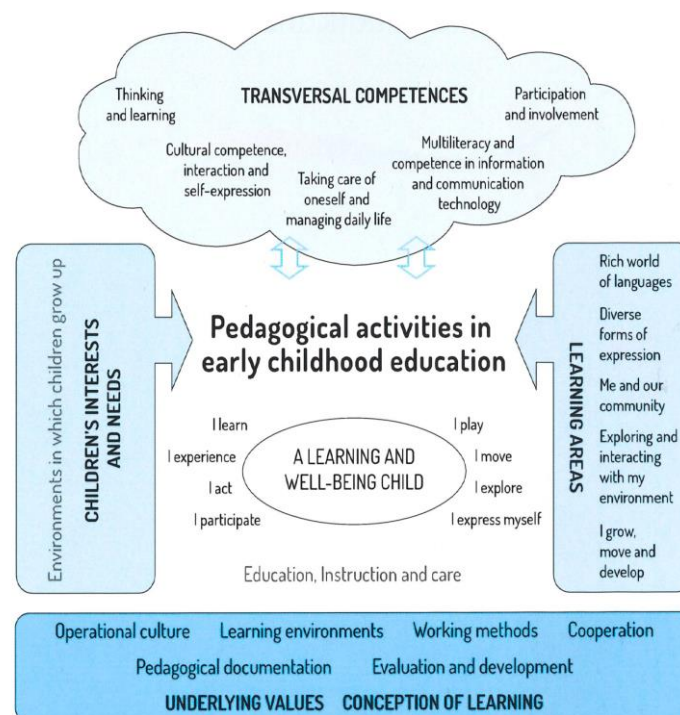 TRANSVERSAL COMPETENCES
Thinking
and learning
Participation
and involvement
Cultural competence,
interaction and
self-expression
Taking care of
oneself and
managing daily life
Multiliteracy and
competence in information
and communication
technology
Environments in which children grow up
CHILDREN'S INTERESTS
AND NEEDS
Pedagogical activities in
early childhood education
I learn
I experience
I act
I participate
A LEARNING AND
WELL-BEING CHILD
I play
I move
I explore
I express myself
Education, Instruction and care
LEARNING AREAS
Rich world
of languages
Diverse
forms of
expression
Me and our
community
Exploring and
interacting
with my
environment
I grow,
move and
develop
Operational culture Learning environments Working methods Cooperation
Pedagogical documentation Evaluation and development
UNDERLYING VALUES CONCEPTION OF LEARNING